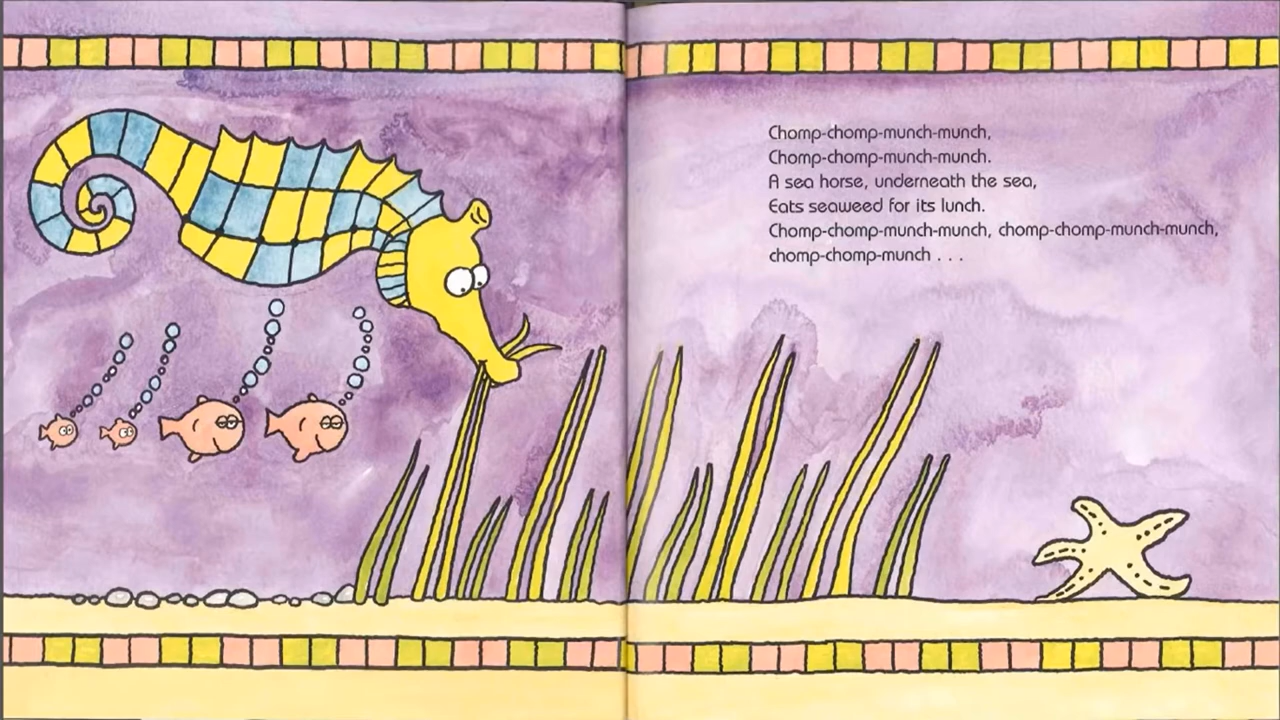 Chomp-chomp-munch-munch,
Chomp-chomp-munch-munch.
A sea horse, underneath the sea,
Eats seaweed for its lunch.
Chomp-chomp-munch-munch, chomp-chomp-munch-munch,
chomp-chomp-munch . . .